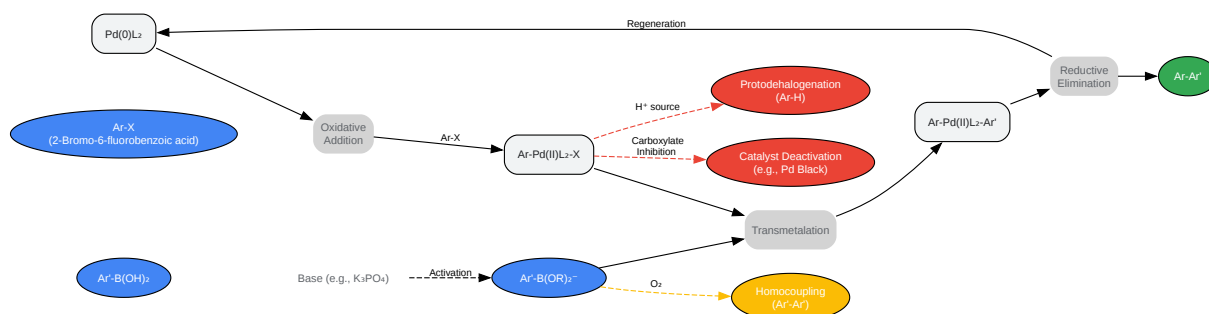 Regeneration
Pd(0)L₂
Reductive
Elimination
Ar-Ar'
Protodehalogenation
(Ar-H)
H⁺ source
Ar-X
(2-Bromo-6-fluorobenzoic acid)
Oxidative
Addition
Ar-X
Ar-Pd(II)L₂-X
Carboxylate
Inhibition
Catalyst Deactivation
(e.g., Pd Black)
Ar-Pd(II)L₂-Ar'
Transmetalation
Ar'-B(OH)₂
Base (e.g., K₃PO₄)
Activation
Ar'-B(OR)₂⁻
O₂
Homocoupling
(Ar'-Ar')